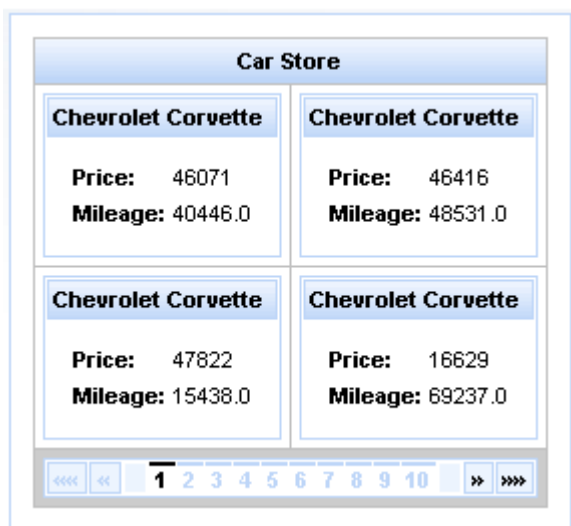 Car Store
Chevrolet Corvette Chevrolet Corvette
Price: 46071 Price: 46416
Mileage: 40446.0 Mileage: 48531.0
Chevrolet Corvette Chevrolet Corvette
Price: 47822 Price: 16629
Mileage: 15438.0 Mileage: 69237.0
«« « 1 2 3 4 5 6 7 8 9 10 » »»